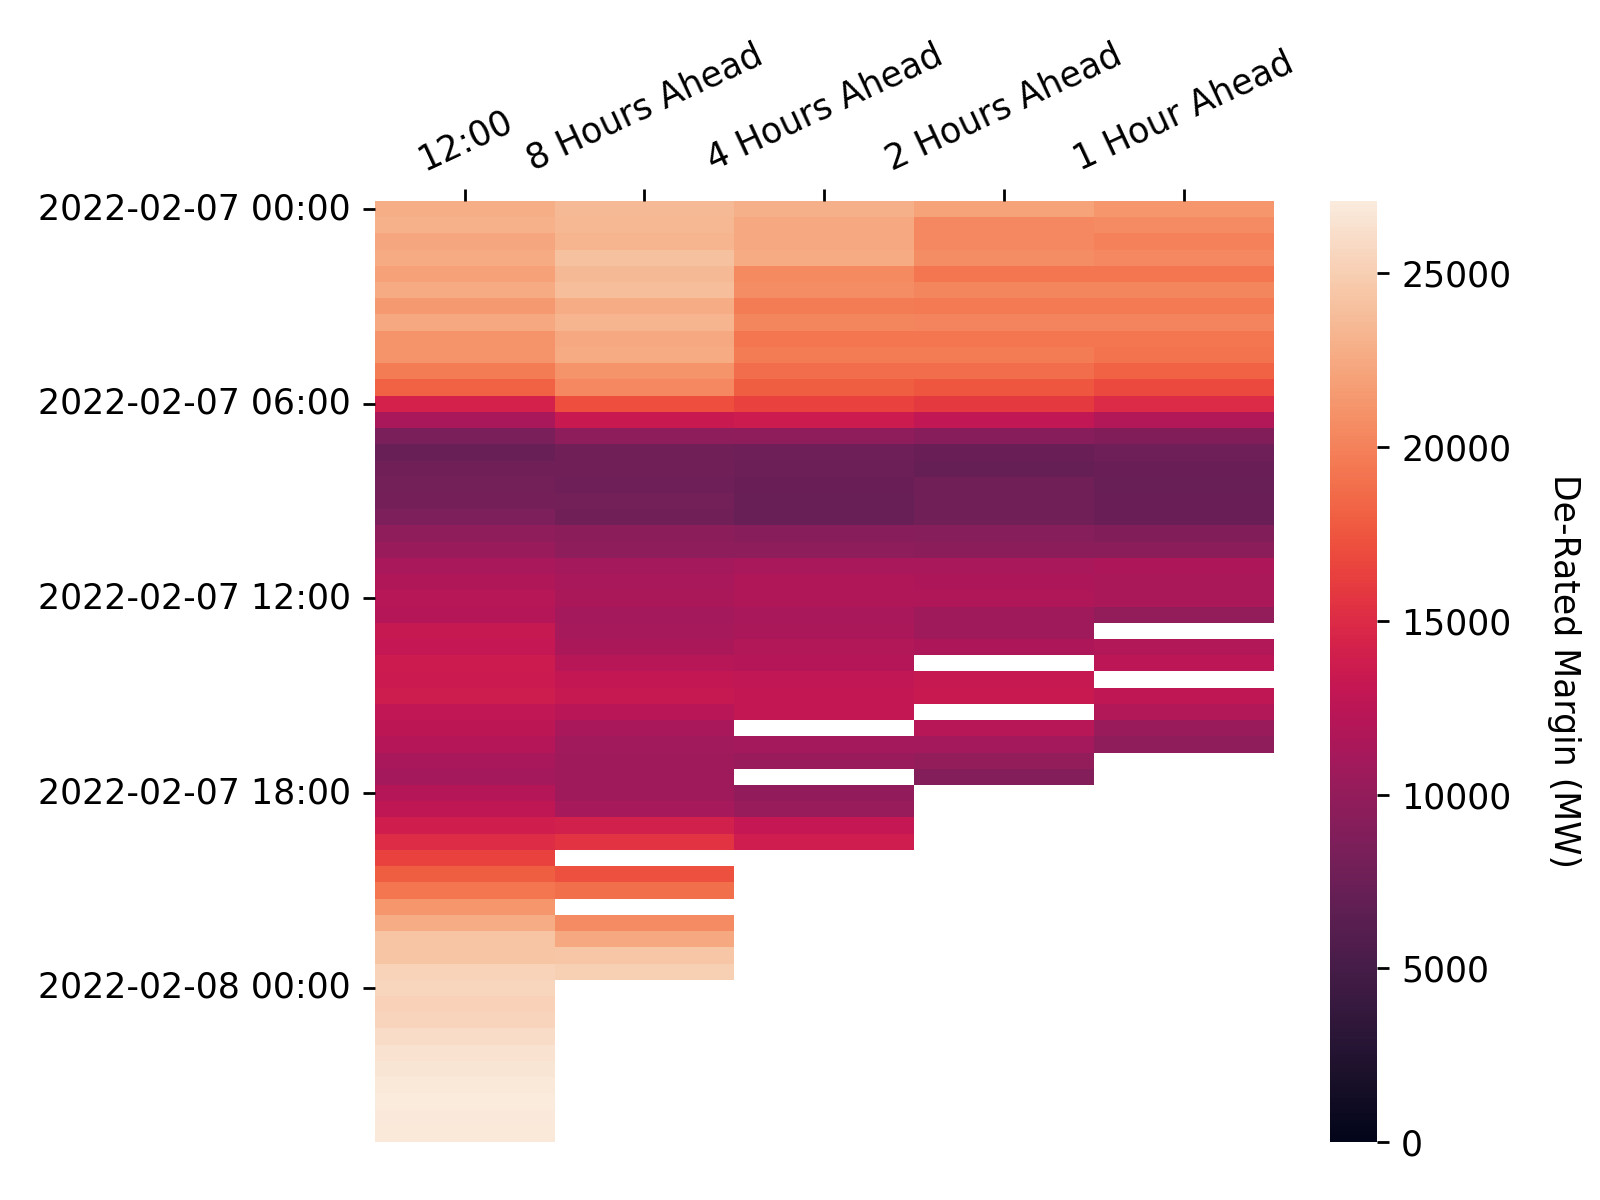 12:00
8 Hours Ahead
4 Hours Ahead
2 Hours Ahead
1 Hour Ahead
2022-02-07 00:00
2022-02-07 06:00
2022-02-07 12:00
2022-02-07 18:00
2022-02-08 00:00
25000
20000
15000
10000
5000
0
De-Rated Margin (MW)